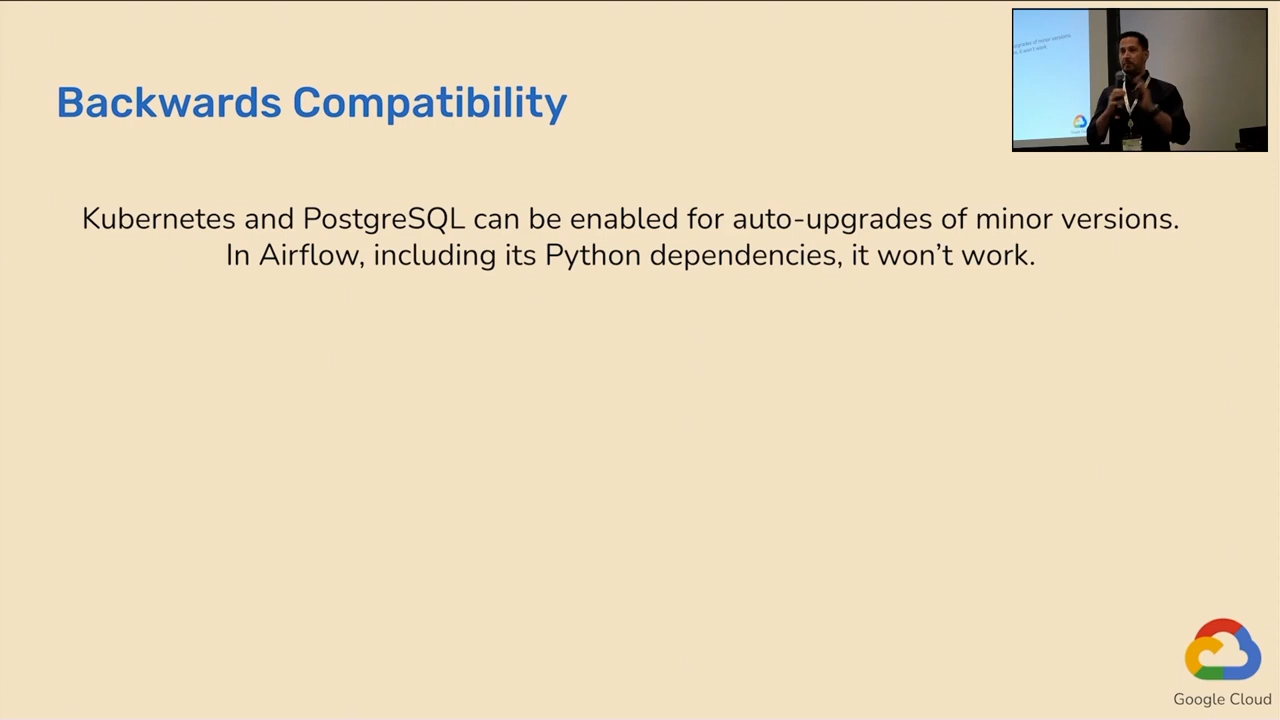 Backwards Compatibility
Kubernetes and PostgreSQL can be enabled for auto-upgrades of minor versions.
In Airflow, including its Python dependencies, it won’t work.
Google Cloud